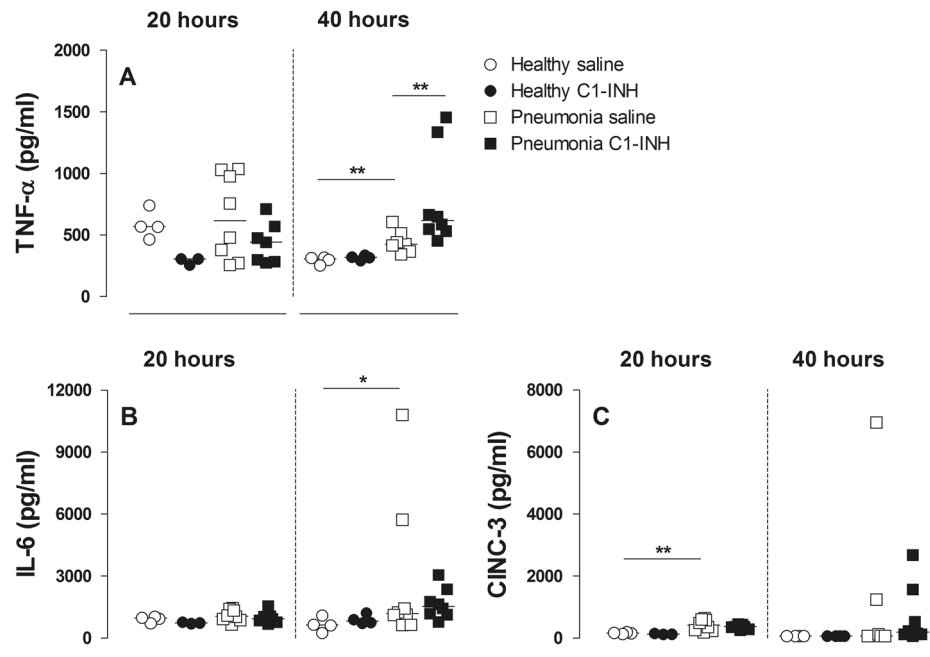 20 hours
40 hours
2000
1500
1000
500
0
TNF-α (pg/ml)
A
**
**
Healthy saline
Healthy C1-INH
Pneumonia saline
Pneumonia C1-INH
20 hours
12000
9000
6000
3000
0
IL-6 (pg/ml)
B
*
20 hours
40 hours
8000
6000
4000
2000
0
CINC-3 (pg/ml)
C
**